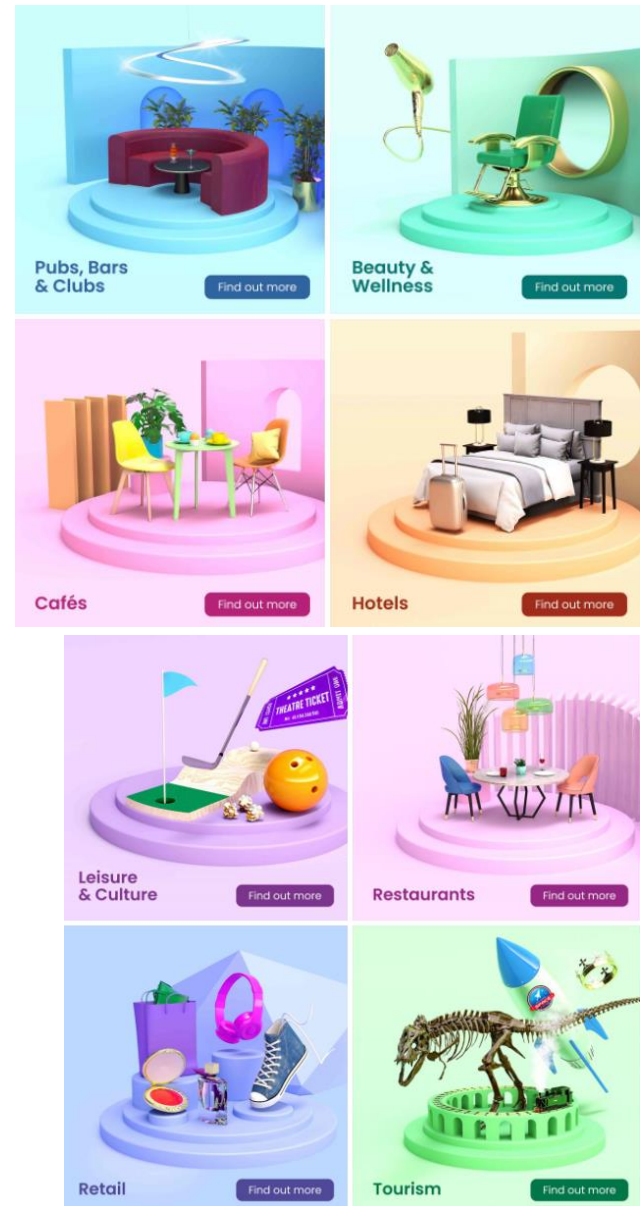 Pubs, Bars
& Clubs
Find out more
Beauty &
Wellness
Find out more
Cafés
Find out more
Hotels
Find out more
THEATRE TICKET
Leisure
& Culture
Find out more
Restaurants
Find out more
Retail
Find out more
Tourism
Find out more